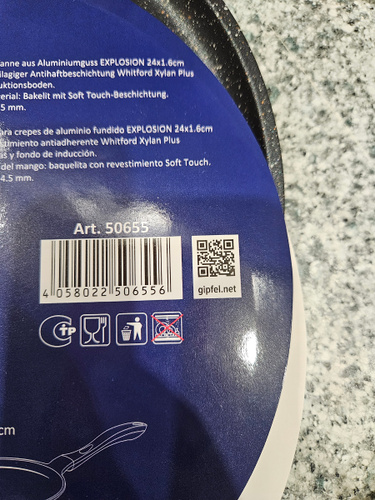 anne aus Aluminiumguss EXPLOSION 24x1.6cm
ilagiger Antihaftbeschichtung Whitford Xylan Plus
uktionsboden.
erial: Bakelit mit Soft Touch-Beschichtung.
5 mm.
ara crepes de aluminio fundido EXPLOSION 24x1.6cm
timiento antiadherente Whitford Xylan Plus
as y fondo de inducción.
del mango: baquelita con revestimiento Soft Touch.
4.5 mm.
Art. 50655
4 058022 506556
gipfel.net
cm